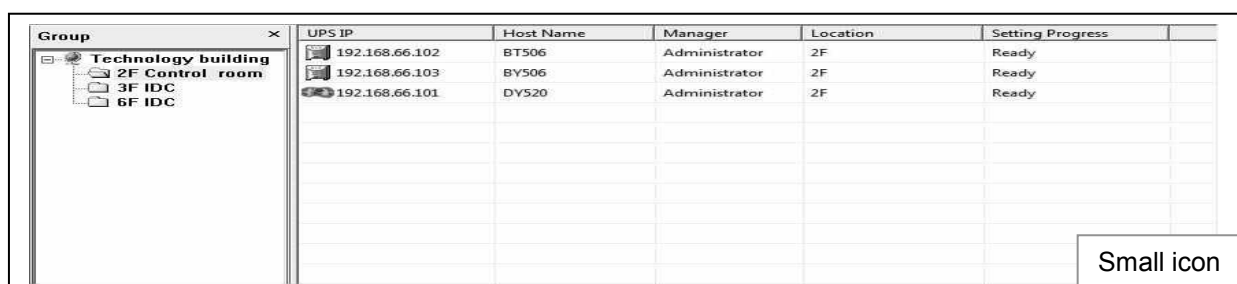 Group × UPS IP Host Name Manager Location Setting Progress
Technology building
2F Control room
3F IDC
6F IDC
192.168.66.102 BT506 Administrator 2F Ready
192.168.66.103 BY506 Administrator 2F Ready
192.168.66.101 DY520 Administrator 2F Ready
Small icon